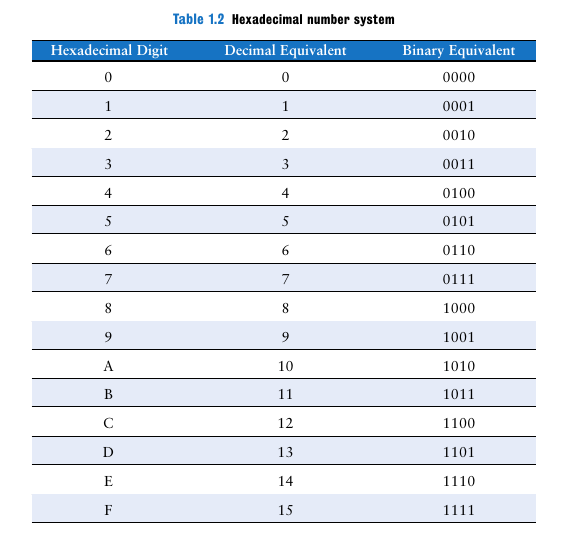 Table 1.2 Hexadecimal number system
Hexadecimal Digit Decimal Equivalent Binary Equivalent
0 0 0000
1 1 0001
2 2 0010
3 3 0011
4 4 0100
5 5 0101
6 6 0110
7 7 0111
8 8 1000
9 9 1001
A 10 1010
B 11 1011
C 12 1100
D 13 1101
E 14 1110
F 15 1111